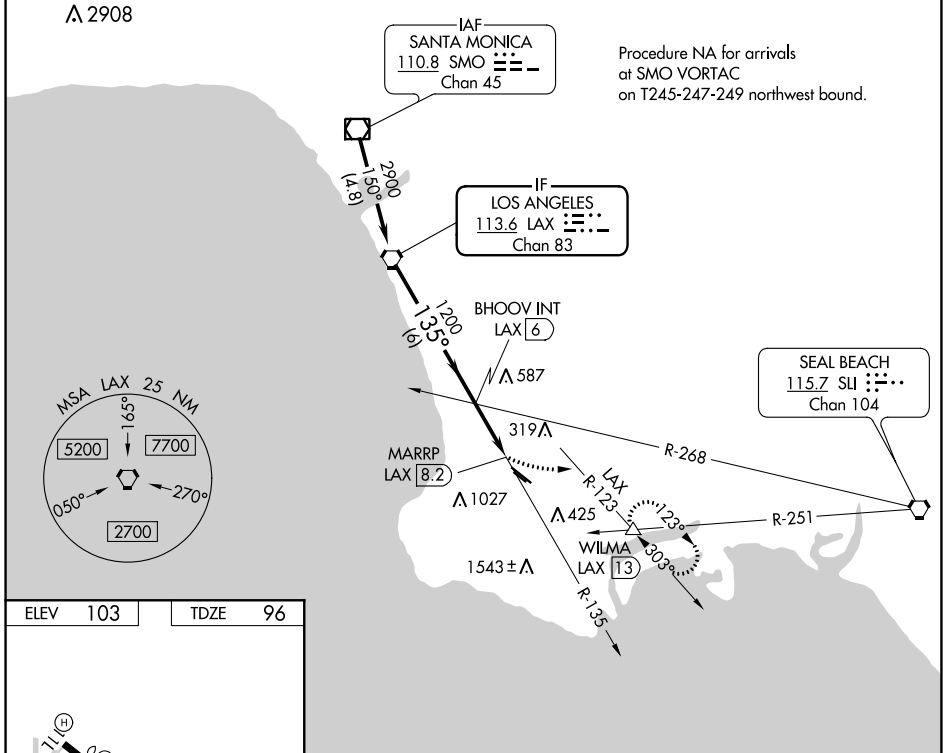 2908
IAF
SANTA MONICA
110.8 SMO
Chan 45
Procedure NA for arrivals
at SMO VORTAC
on T245-247-249 northwest bound.
2900
150°
(4.8)
IF
LOS ANGELES
113.6 LAX
Chan 83
1200
135°
(6)
BHOOV INT
LAX 6
587
SEAL BEACH
115.7 SLI
Chan 104
MSA LAX 25 NM
165°
5200
7700
050°
270°
2700
319
R-268
MARRP
LAX 8.2
LAX
R-123
1027
425
123°
R-251
WILMA
LAX 13
303°
1543±
R-135
ELEV 103
TDZE 96
H
11L